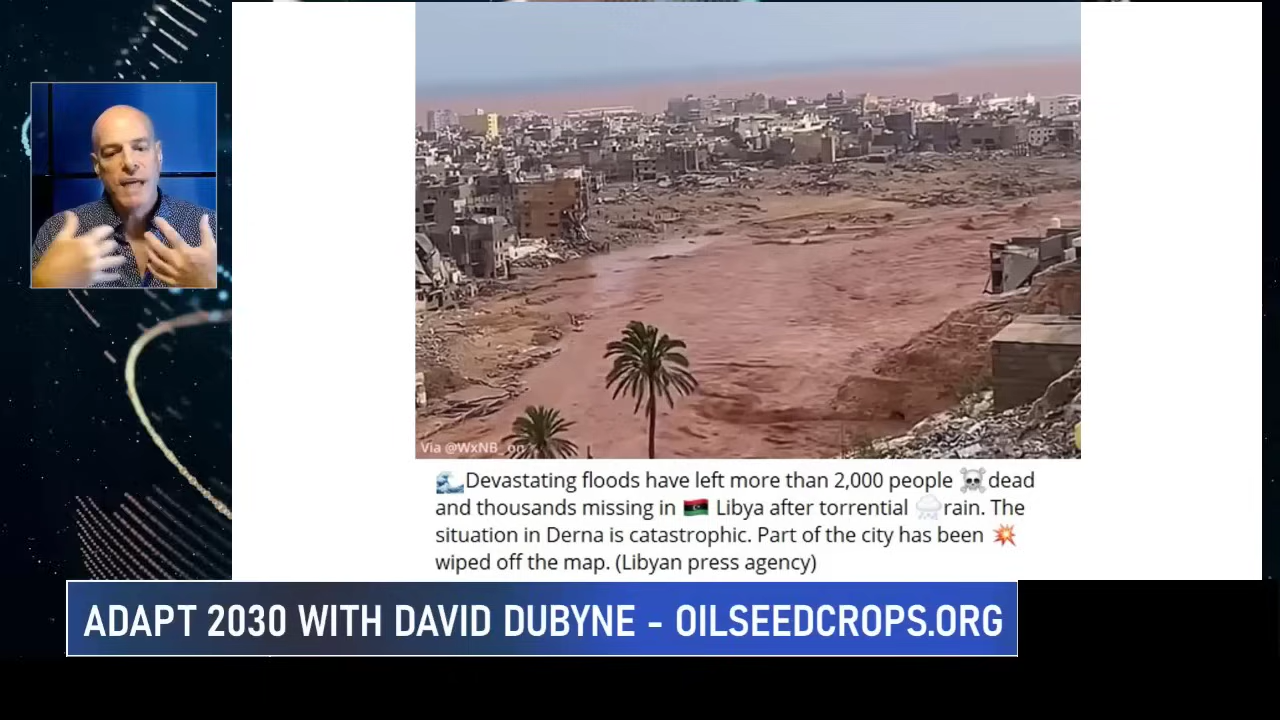 Via @WxNB_on
🌊Devastating floods have left more than 2,000 people ☠️dead
and thousands missing in 🇱🇾 Libya after torrential 🌧️rain. The
situation in Derna is catastrophic. Part of the city has been 💥
wiped off the map. (Libyan press agency)
ADAPT 2030 WITH DAVID DUBYNE - OILSEEDCROPS.ORG